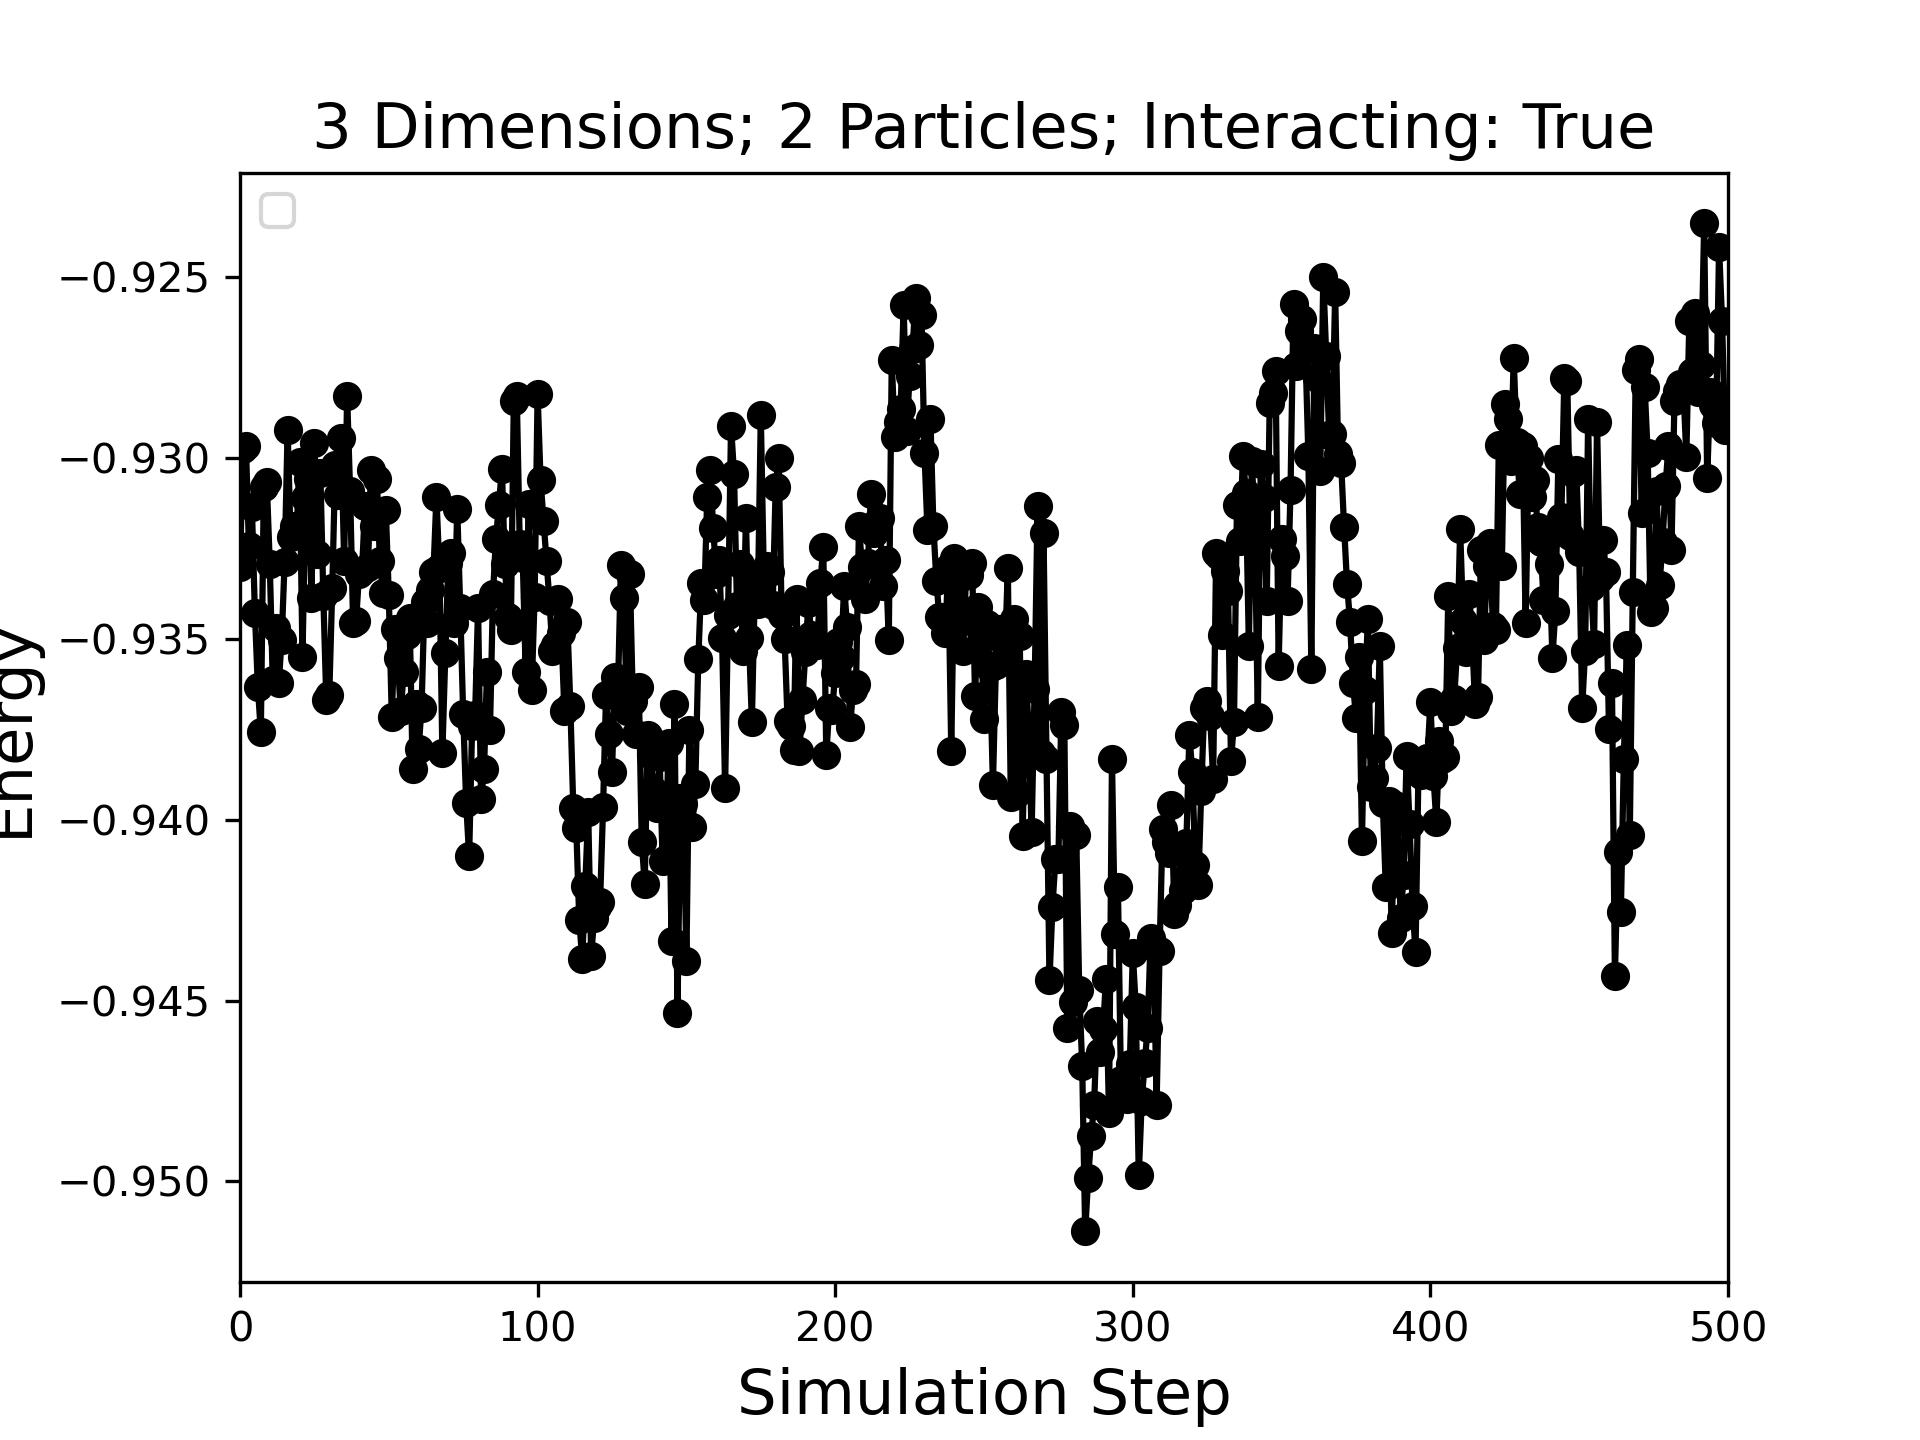 3 Dimensions; 2 Particles; Interacting: True
Energy
−0.925
−0.930
−0.935
−0.940
−0.945
−0.950
0 100 200 300 400 500
Simulation Step